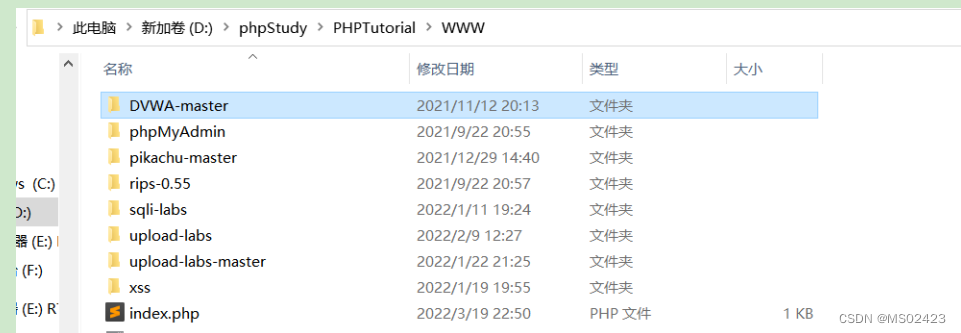 此电脑 > 新加卷 (D:) > phpStudy > PHPTutorial > WWW
名称 修改日期 类型 大小
DVWA-master 2021/11/12 20:13 文件夹
phpMyAdmin 2021/9/22 20:55 文件夹
pikachu-master 2021/12/29 14:40 文件夹
(C:) rips-0.55 2021/9/22 20:57 文件夹
D:) sqli-labs 2022/1/11 19:24 文件夹
器 (E:) upload-labs 2022/2/9 12:27 文件夹
(F:) upload-labs-master 2022/1/22 21:25 文件夹
xss 2022/1/19 19:55 文件夹
(E:) index.php 2022/3/19 22:50 PHP 文件 1 KB
CSDN @MS02423